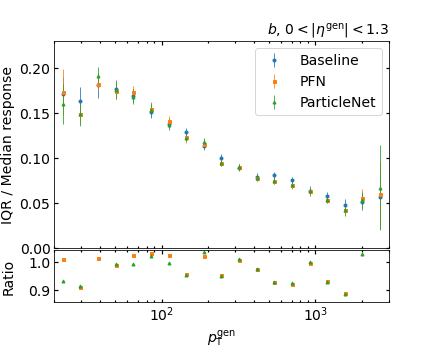 b, 0 < |η^gen| < 1.3
IQR / Median response
0.20
0.15
0.10
0.05
0.00
Baseline
PFN
ParticleNet
Ratio
1.0
0.9
10^2
10^3
p_T^gen